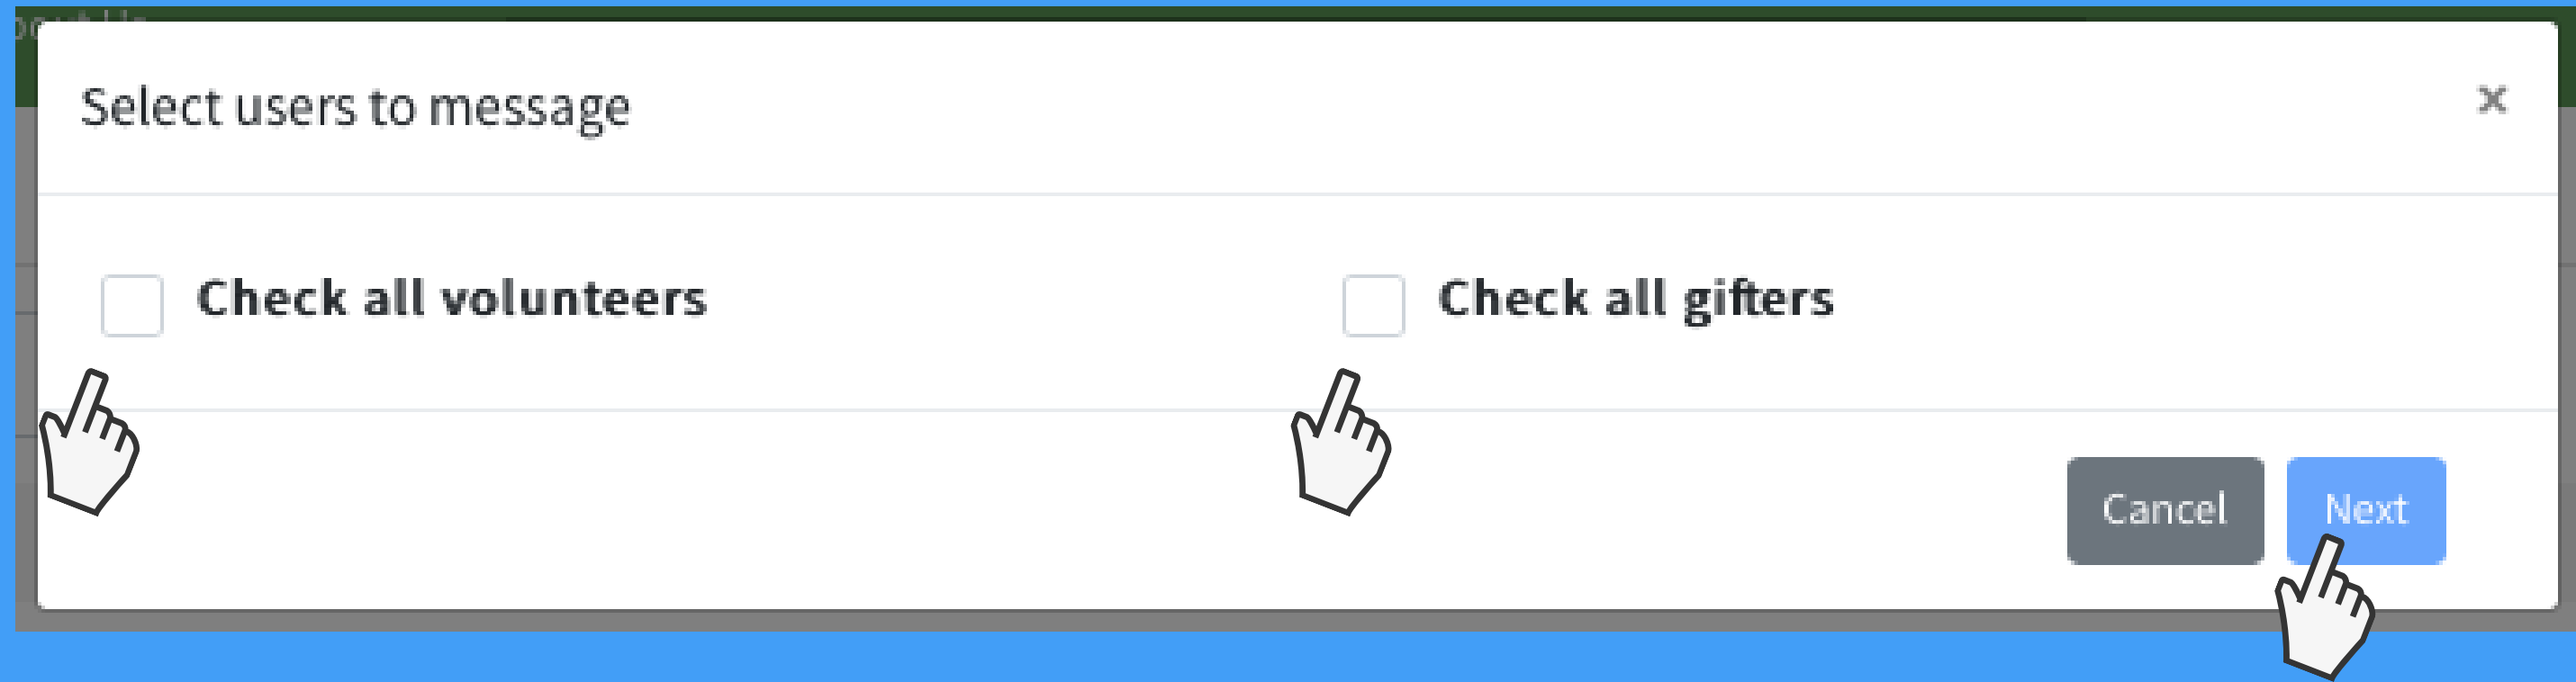 Select users to message
×
Check all volunteers
Check all gifters
Cancel
Next